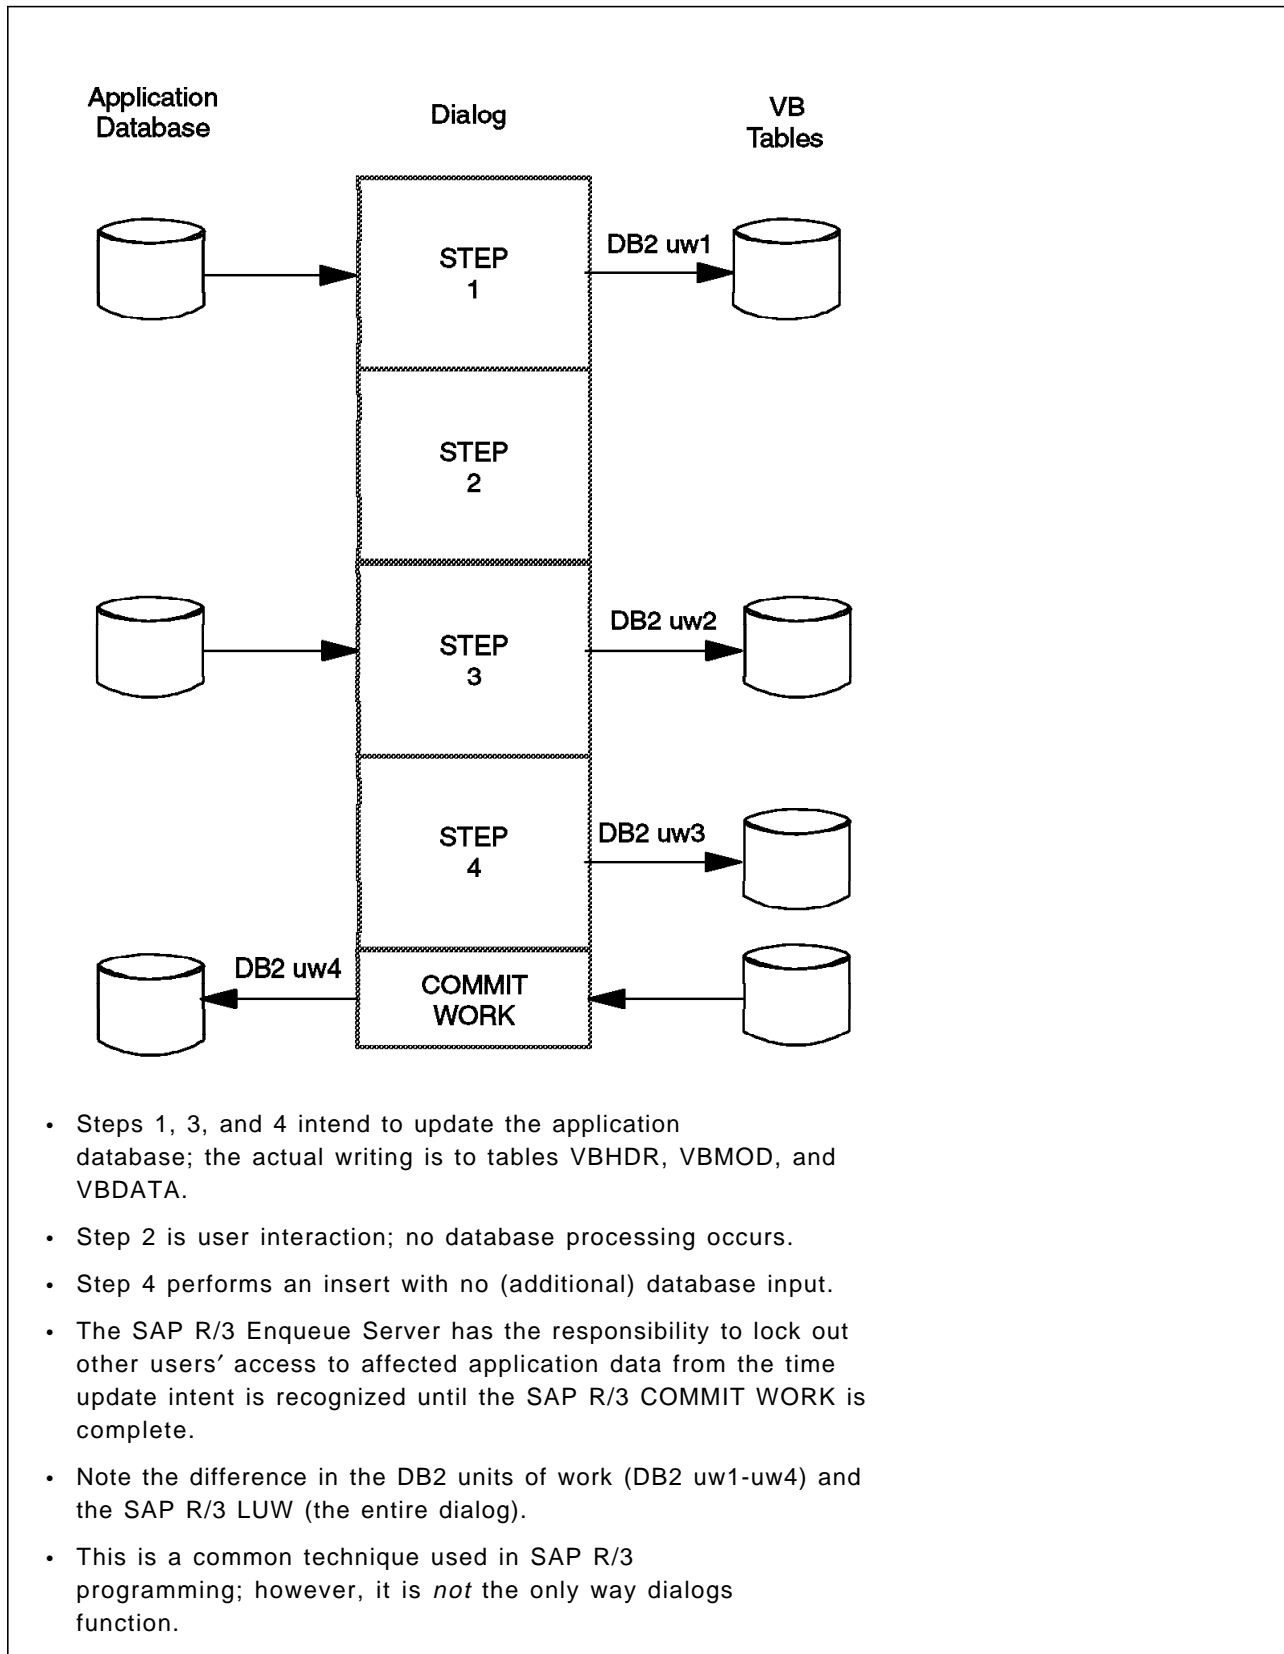 Application
Database
Dialog
VB
Tables
STEP
1
DB2 uw1
STEP
2
STEP
3
DB2 uw2
STEP
4
DB2 uw3
DB2 uw4
COMMIT
WORK
• Steps 1, 3, and 4 intend to update the application
database; the actual writing is to tables VBHDR, VBMOD, and
VBDATA.
• Step 2 is user interaction; no database processing occurs.
• Step 4 performs an insert with no (additional) database input.
• The SAP R/3 Enqueue Server has the responsibility to lock out
other users′ access to affected application data from the time
update intent is recognized until the SAP R/3 COMMIT WORK is
complete.
• Note the difference in the DB2 units of work (DB2 uw1-uw4) and
the SAP R/3 LUW (the entire dialog).
• This is a common technique used in SAP R/3
programming; however, it is not the only way dialogs
function.